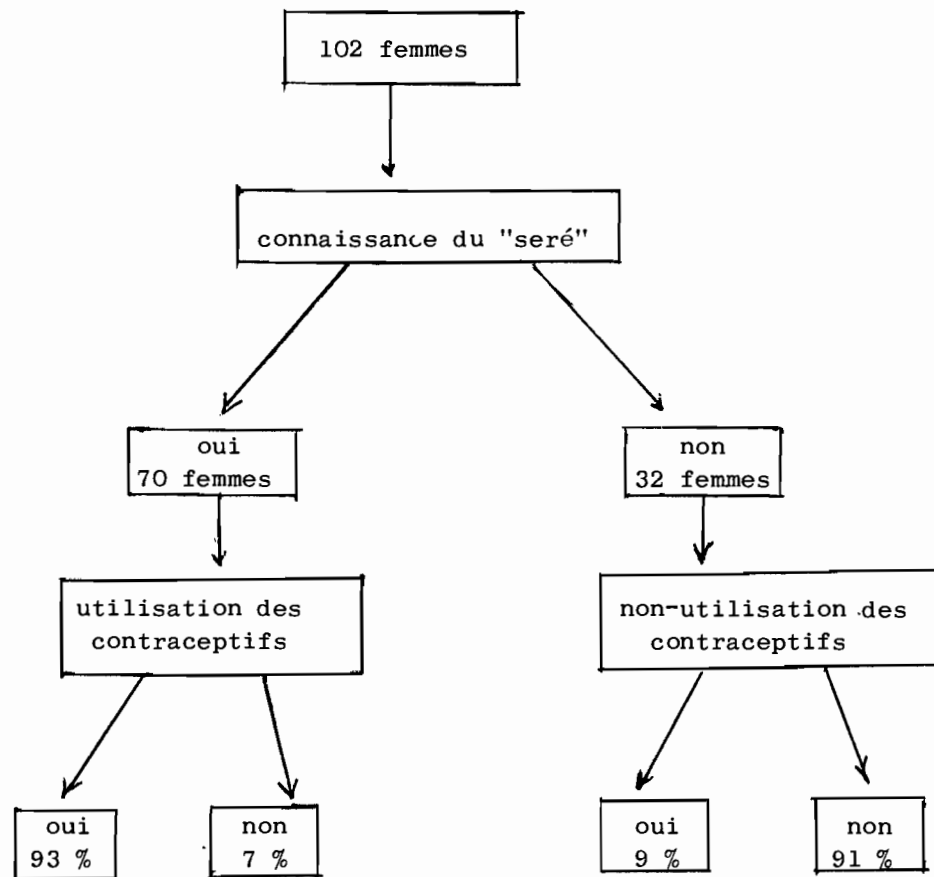 102 femmes
connaissance du "seré"
oui
70 femmes
non
32 femmes
utilisation des
contraceptifs
non-utilisation des
contraceptifs
oui
93 %
non
7 %
oui
9 %
non
91 %